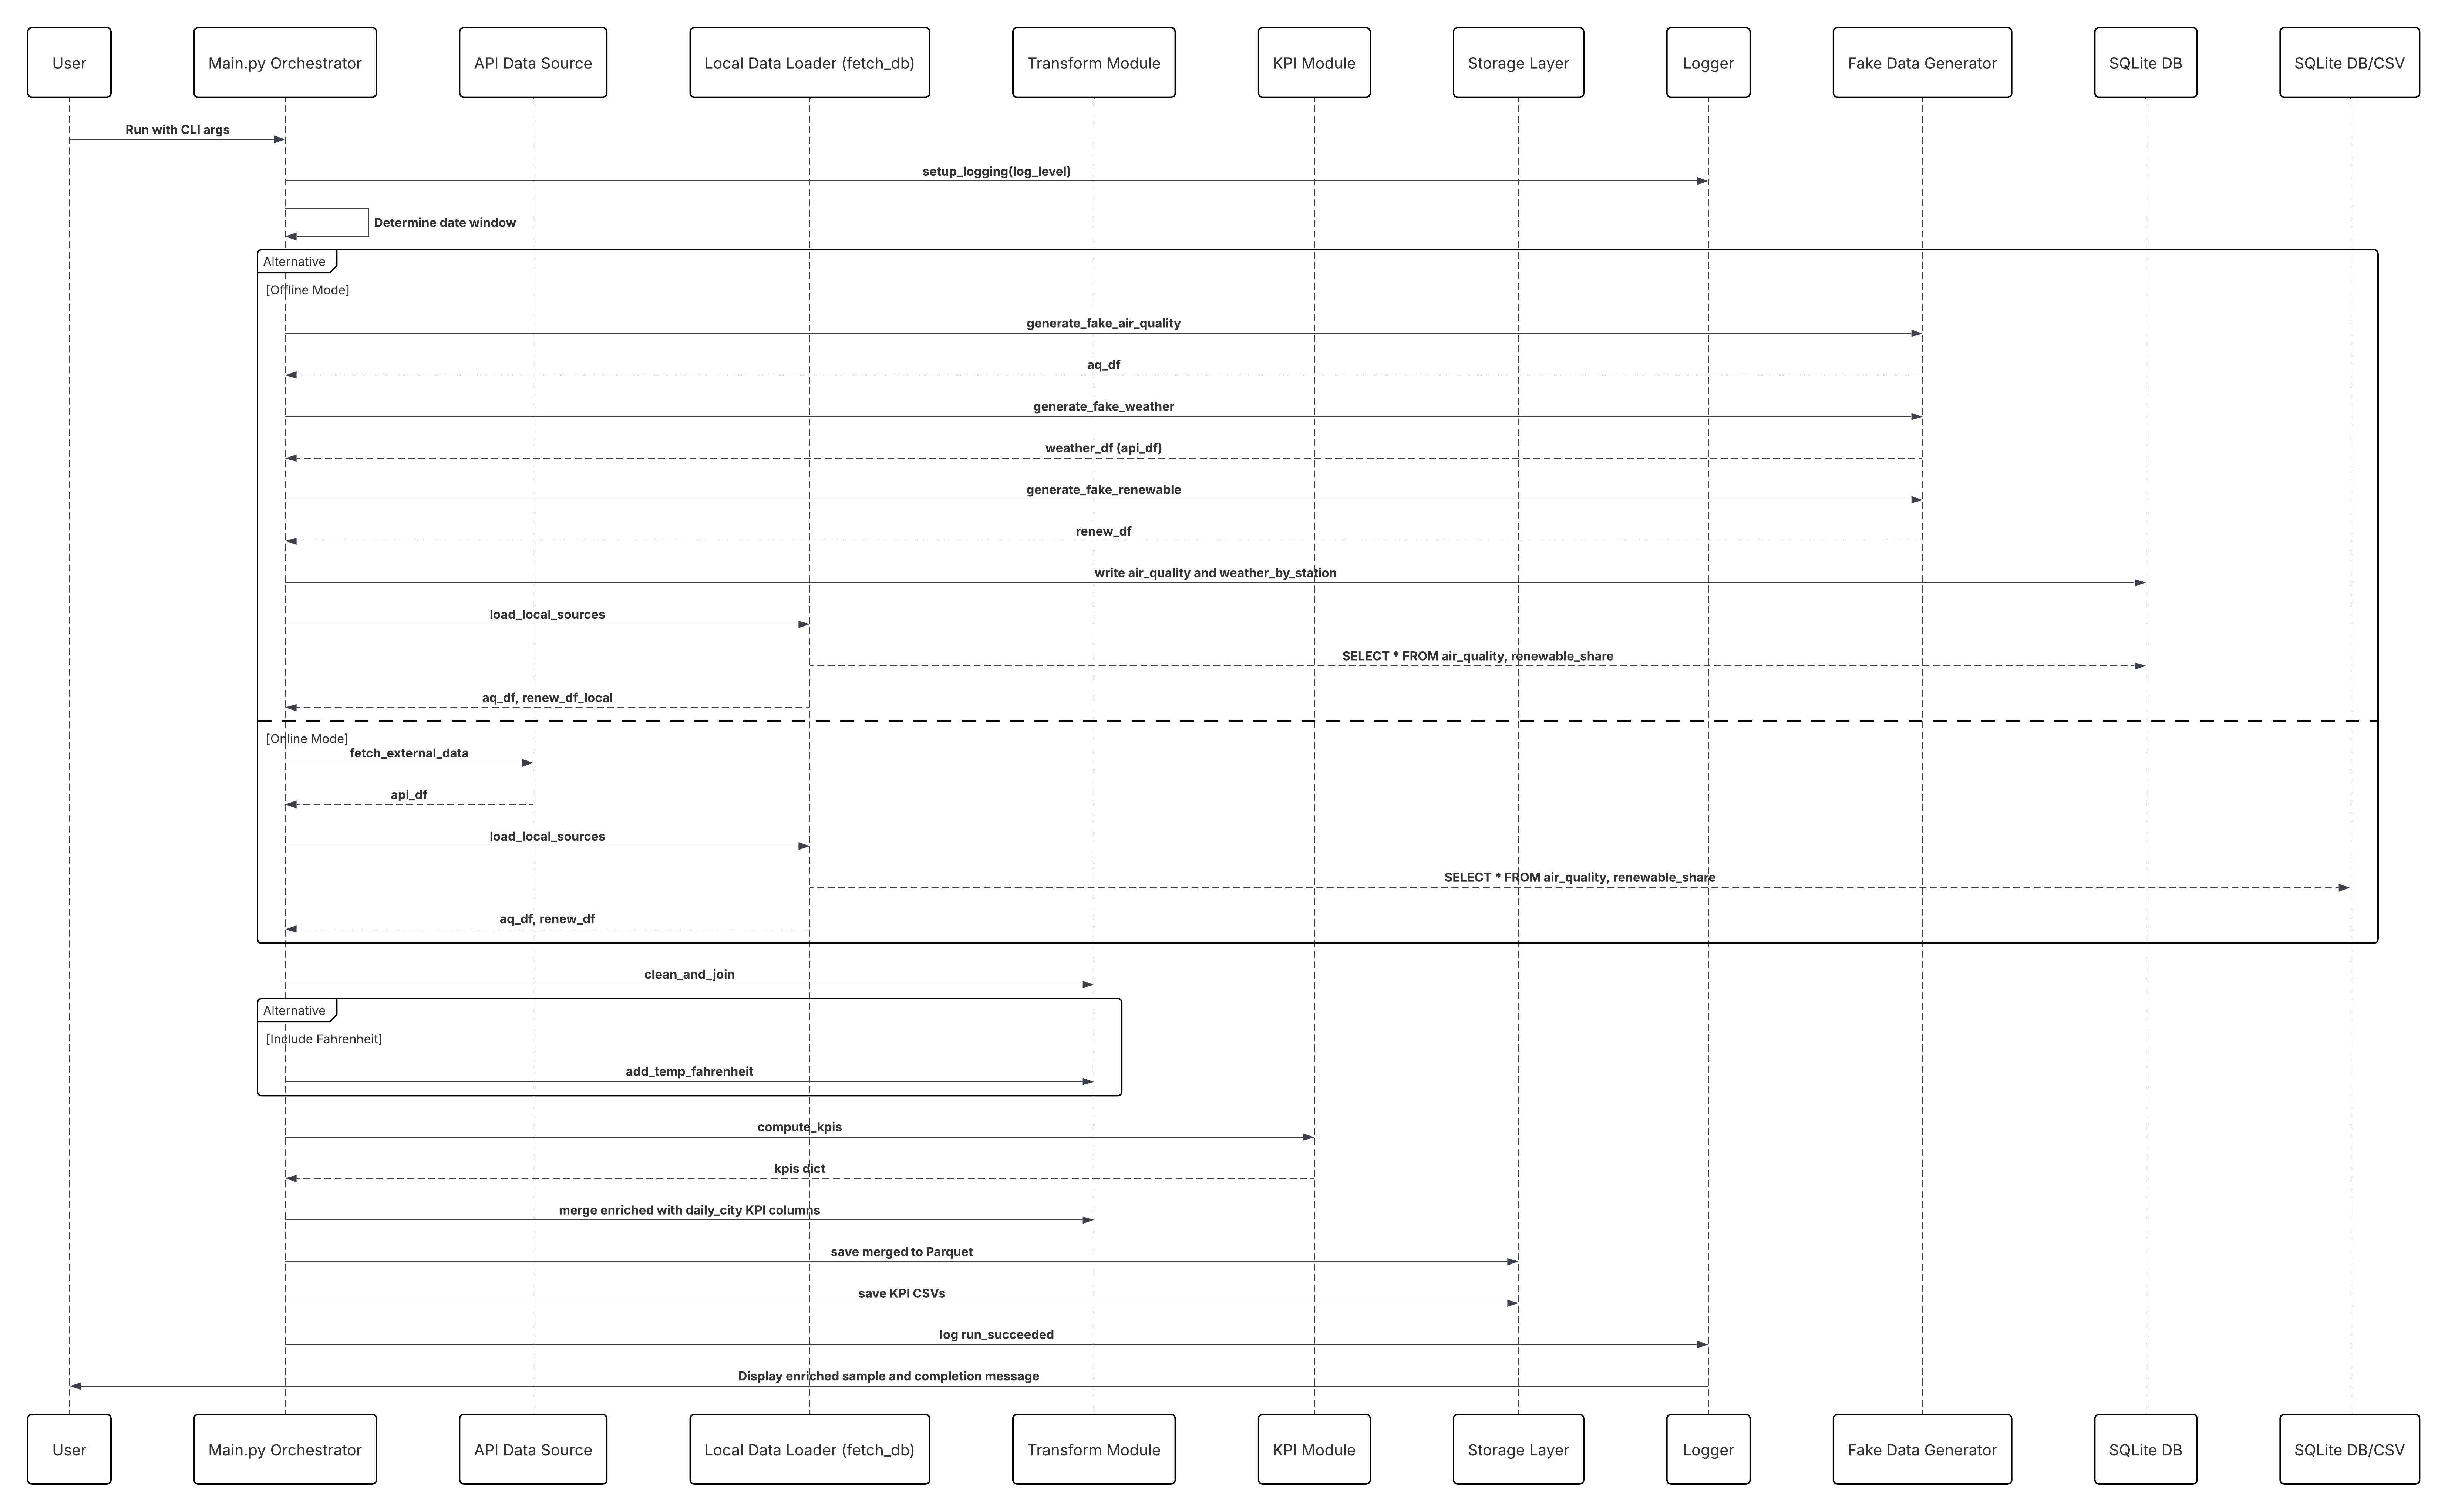 User
Main.py Orchestrator
API Data Source
Local Data Loader (fetch_db)
Transform Module
KPI Module
Storage Layer
Logger
Fake Data Generator
SQLite DB
SQLite DB/CSV
Run with CLI args
setup_logging(log_level)
Determine date window
Alternative
[Offline Mode]
generate_fake_air_quality
aq_df
generate_fake_weather
weather_df (api_df)
generate_fake_renewable
renew_df
write air_quality and weather_by_station
load_local_sources
SELECT * FROM air_quality, renewable_share
aq_df, renew_df_local
[Online Mode]
fetch_external_data
api_df
load_local_sources
SELECT * FROM air_quality, renewable_share
aq_df, renew_df
clean_and_join
Alternative
[Include Fahrenheit]
add_temp_fahrenheit
compute_kpis
kpis dict
merge enriched with daily_city KPI columns
save merged to Parquet
save KPI CSVs
log run_succeeded
Display enriched sample and completion message
User
Main.py Orchestrator
API Data Source
Local Data Loader (fetch_db)
Transform Module
KPI Module
Storage Layer
Logger
Fake Data Generator
SQLite DB
SQLite DB/CSV